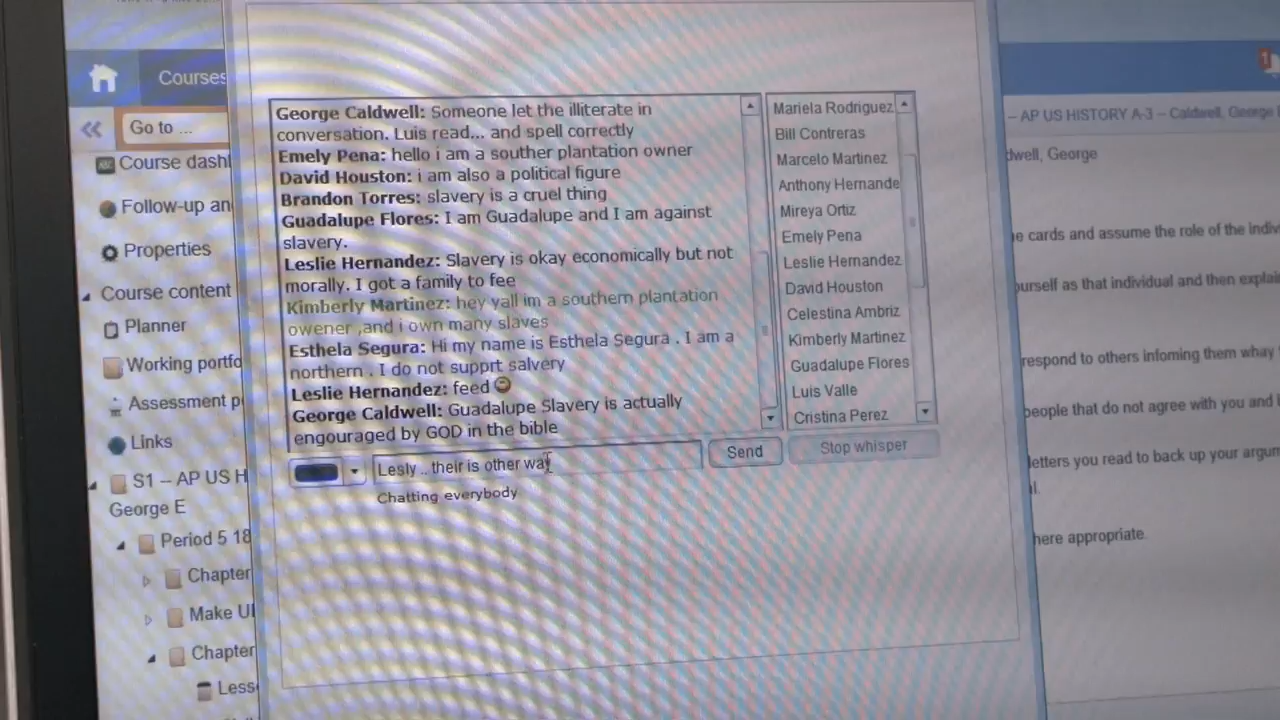 Courses
Go to ...
Course dash
Follow-up an
Properties
Course content
Planner
Working portfo
Assessment p
Links
S1 – AP US H
George E
Period 5 18
Chapter
Make Ul
Chapter
Less
George Caldwell: Someone let the illiterate in
conversation. Luis read... and spell correctly
Emely Pena: hello i am a souther plantation owner
David Houston: i am also a political figure
Brandon Torres: slavery is a cruel thing
Guadalupe Flores: I am Guadalupe and I am against
slavery.
Leslie Hernandez: Slavery is okay economically but not
morally. I got a family to fee
Kimberly Martinez: hey yall im a southern plantation
owener ,and i own many slaves
Esthela Segura: Hi my name is Esthela Segura . I am a
northern . I do not supprt salvery
Leslie Hernandez: feed
George Caldwell: Guadalupe Slavery is actually
engouraged by GOD in the bible
Mariela Rodriguez
Bill Contreras
Marcelo Martinez
Anthony Hernande
Mireya Ortiz
Emely Pena
Leslie Hernandez
David Houston
Celestina Ambriz
Kimberly Martinez
Guadalupe Flores
Luis Valle
Cristina Perez
Lesly .. their is other wa
Send
Stop whisper
Chatting everybody
1
– AP US HISTORY A-3 – Caldwell, George
dwell, George
e cards and assume the role of the indiv
ourself as that individual and then explai
respond to others infoming them whay
people that do not agree with you and
letters you read to back up your argum
here appropriate.